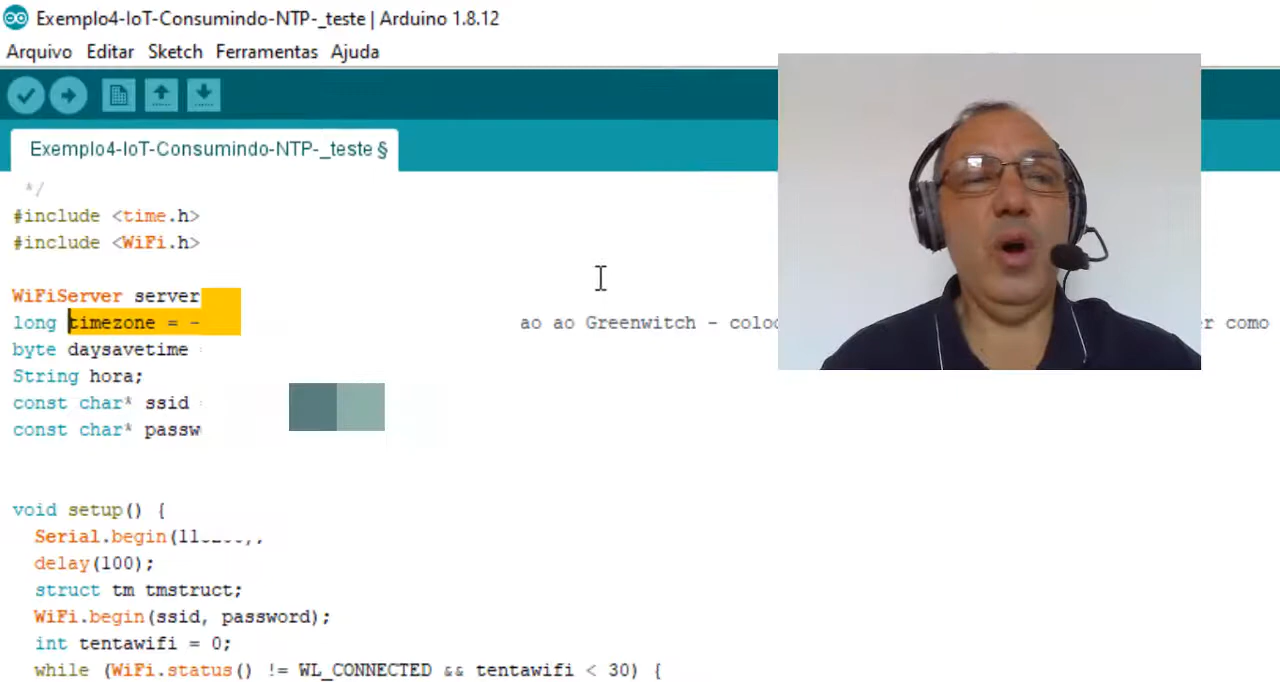 Exemplo4-IoT-Consumindo-NTP-_teste | Arduino 1.8.12
Arquivo Editar Sketch Ferramentas Ajuda
Exemplo4-IoT-Consumindo-NTP-_teste §
*/
#include <time.h>
#include <WiFi.h>
WiFiServer server
long timezone = - ao ao Greenwitch - como
byte daysavetime
String hora;
const char* ssid
const char*
void setup() {
Serial.begin(
delay(100);
struct tm tmstruct;
WiFi.begin(ssid, password);
int tentawifi = 0;
while (WiFi.status() != WL_CONNECTED && tentawifi < 30) {